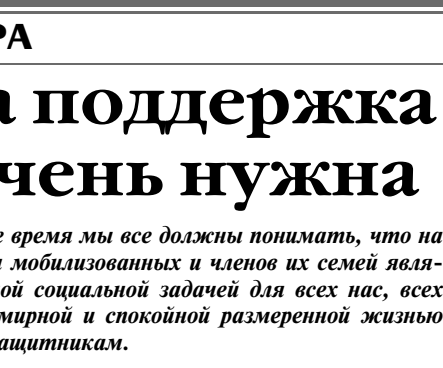 РА
а поддержка
чень нужна
е время мы все должны понимать, что на
и мобилизованных и членов их семей явля-
ой социальной задачей для всех нас, всех
мирной и спокойной размеренной жизнью
ащитникам.